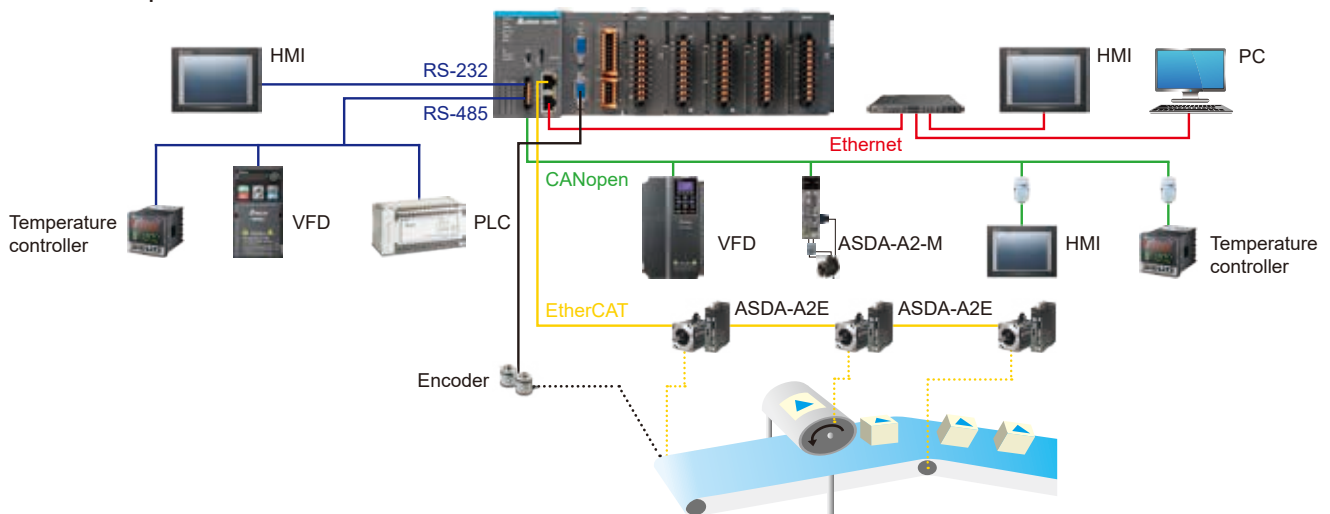 HMI
RS-232
RS-485
HMI
PC
Ethernet
CANopen
Temperature
controller
VFD
PLC
VFD
ASDA-A2-M
HMI
Temperature
controller
EtherCAT
ASDA-A2E
ASDA-A2E
Encoder